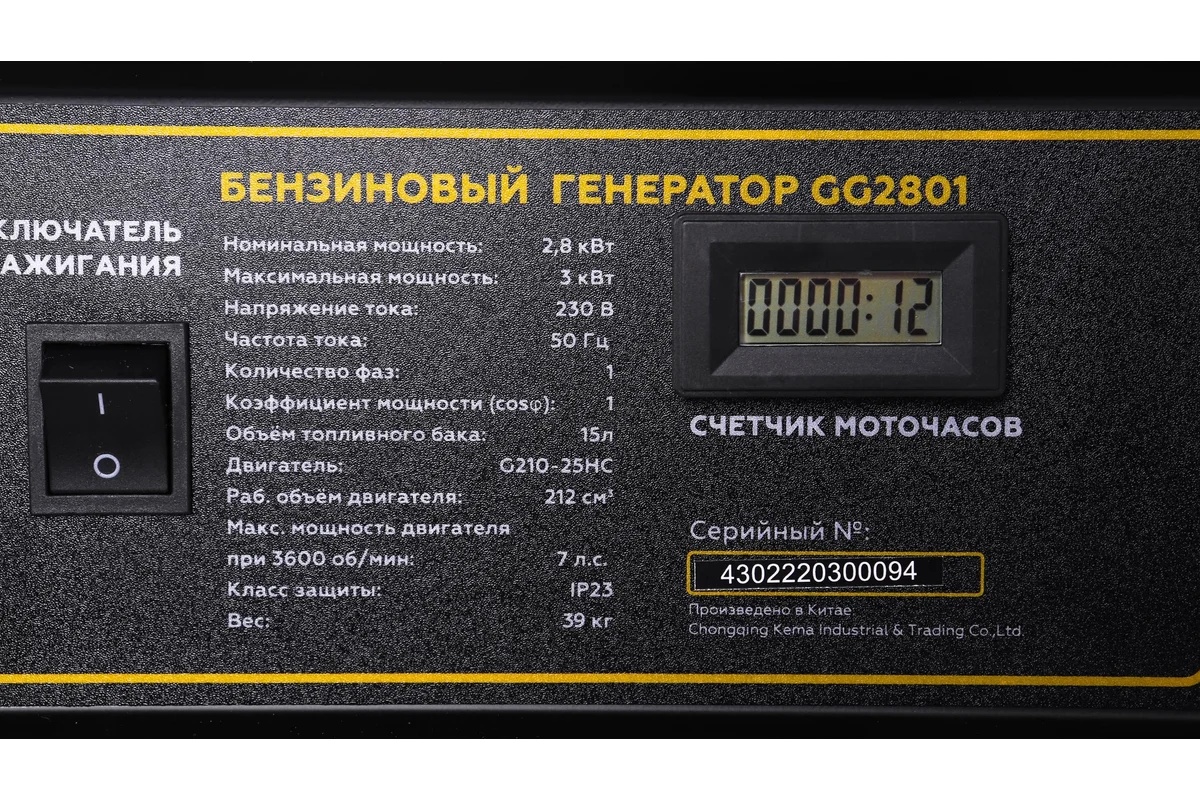 БЕНЗИНОВЫЙ ГЕНЕРАТОР GG2801
КЛЮЧАТЕЛЬ
АЖИГАНИЯ
I
O
Номинальная мощность: 2,8 кВт
Максимальная мощность: 3 кВт
Напряжение тока: 230 В
Частота тока: 50 Гц
Количество фаз: 1
Коэффициент мощности (cosφ): 1
Объём топливного бака: 15л
Двигатель: G210-25HC
Раб. объём двигателя: 212 см³
Макс. мощность двигателя
при 3600 об/мин: 7 л.с.
Класс защиты: IP23
Вес: 39 кг
0000:12
СЧЕТЧИК МОТОЧАСОВ
Серийный №:
4302220300094
Произведено в Китае:
Chongqing Kema Industrial & Trading Co.,Ltd.